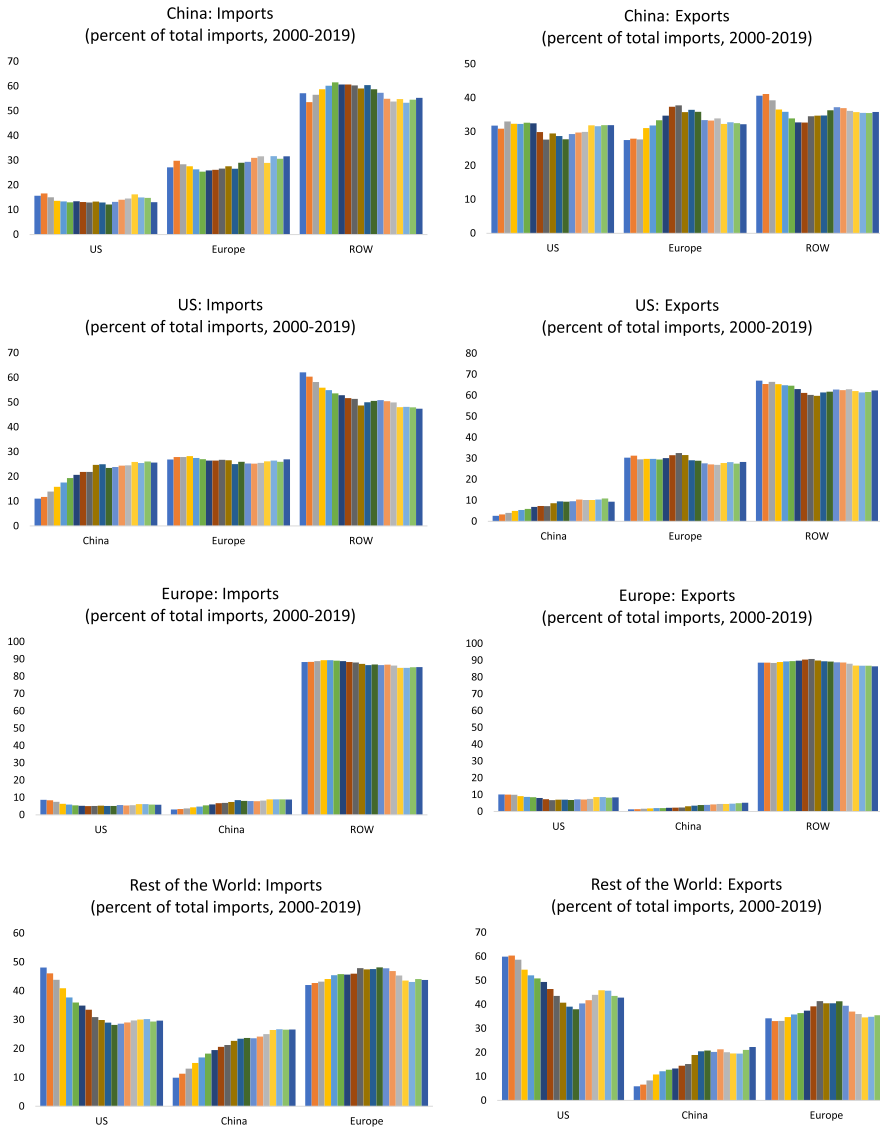 China: Imports
(percent of total imports, 2000-2019)
70
60
50
40
30
20
10
0
US Europe ROW
China: Exports
(percent of total imports, 2000-2019)
50
40
30
20
10
0
US Europe ROW
US: Imports
(percent of total imports, 2000-2019)
70
60
50
40
30
20
10
0
China Europe ROW
US: Exports
(percent of total imports, 2000-2019)
80
70
60
50
40
30
20
10
0
China Europe ROW
Europe: Imports
(percent of total imports, 2000-2019)
100
90
80
70
60
50
40
30
20
10
0
US China ROW
Europe: Exports
(percent of total imports, 2000-2019)
100
90
80
70
60
50
40
30
20
10
0
US China ROW
Rest of the World: Imports
(percent of total imports, 2000-2019)
60
50
40
30
20
10
0
US China Europe
Rest of the World: Exports
(percent of total imports, 2000-2019)
70
60
50
40
30
20
10
0
US China Europe